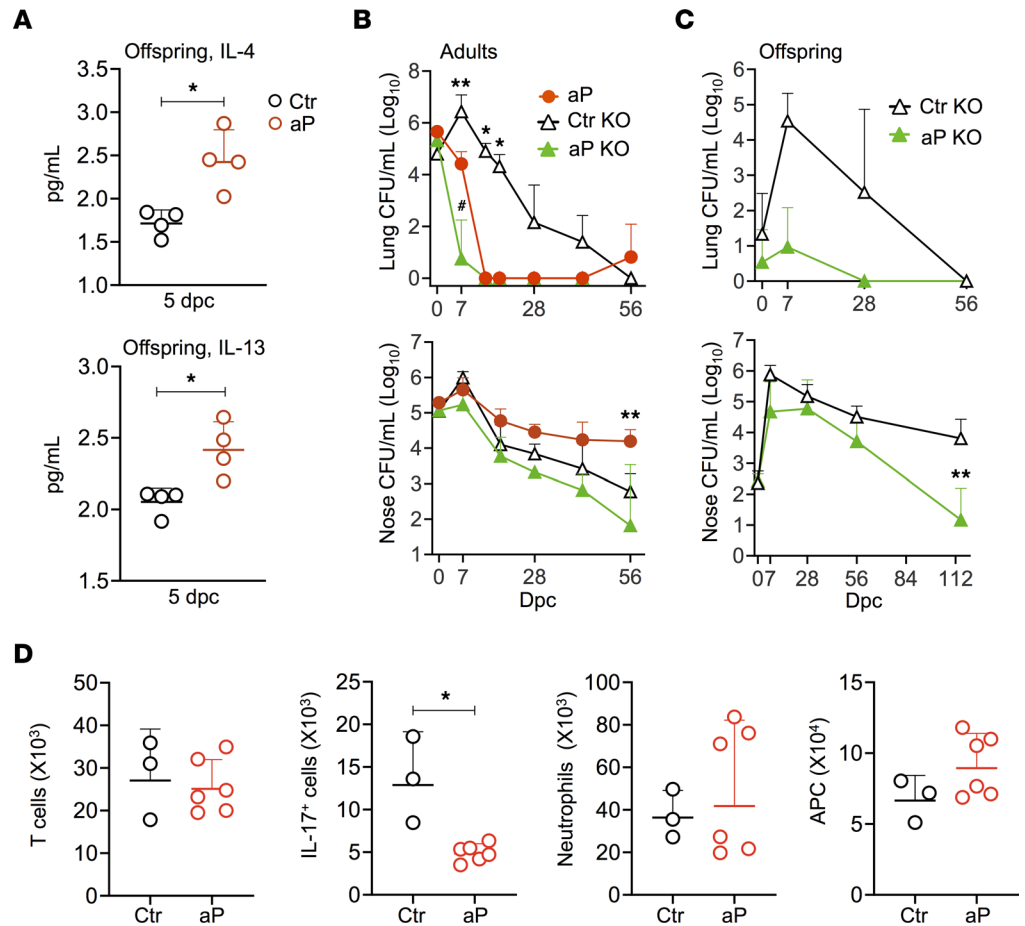 A
Offspring, IL-4
pg/mL
3.5
3.0
2.5
2.0
1.5
1.0
*
Ctr
aP
5 dpc
Offspring, IL-13
pg/mL
3.0
2.5
2.0
1.5
*
5 dpc
B
Adults
Lung CFU/mL (Log10)
8
6
4
2
0
**
*
*
#
aP
Ctr KO
aP KO
0
7
28
56
Nose CFU/mL (Log10)
7
6
5
4
3
2
1
**
0
7
28
56
Dpc
C
Offspring
Lung CFU/mL (Log10)
6
5
4
3
2
1
0
Ctr KO
aP KO
0
7
28
56
Nose CFU/mL (Log10)
7
6
5
4
3
2
1
0
**
0
7
28
56
84
112
Dpc
D
T cells (X10³)
50
40
30
20
10
0
Ctr
aP
IL-17⁺ cells (X10³)
25
20
15
10
5
0
*
Ctr
aP
Neutrophils (X10³)
100
80
60
40
20
0
Ctr
aP
APC (X10⁴)
15
10
5
0
Ctr
aP